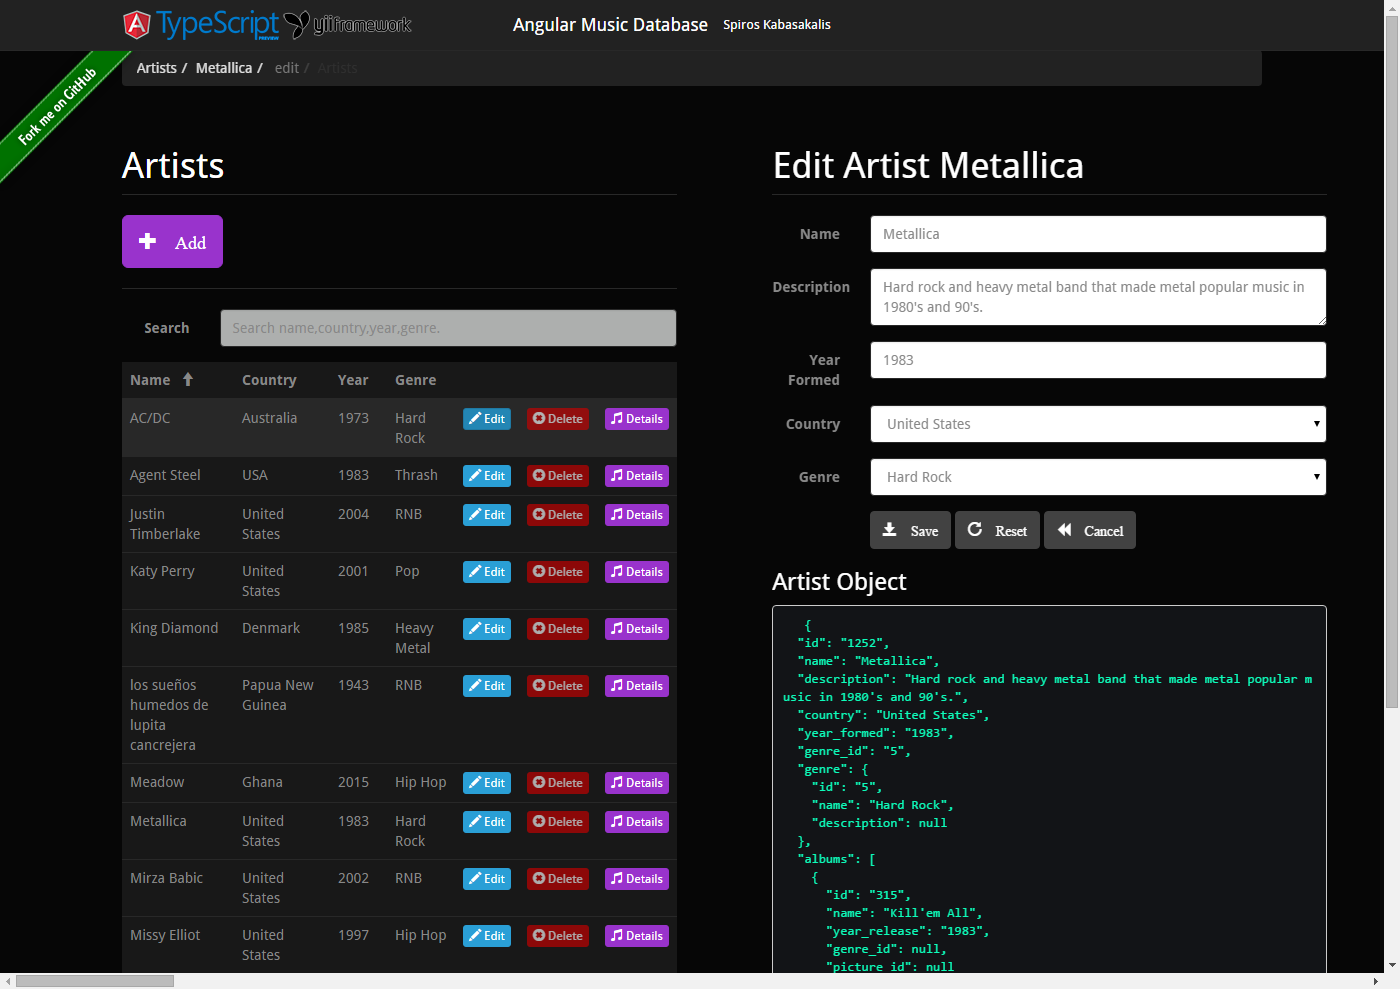 TypeScript PREVIEW yiiframework Angular Music Database Spiros Kabasakalis
Fork me on GitHub
Artists / Metallica / edit / Artists
Artists
Add
Search Search name,country,year,genre.
Name Country Year Genre
AC/DC Australia 1973 Hard Rock Edit Delete Details
Agent Steel USA 1983 Thrash Edit Delete Details
Justin Timberlake United States 2004 RNB Edit Delete Details
Katy Perry United States 2001 Pop Edit Delete Details
King Diamond Denmark 1985 Heavy Metal Edit Delete Details
los sueños humedos de lupita cancrejera Papua New Guinea 1943 RNB Edit Delete Details
Meadow Ghana 2015 Hip Hop Edit Delete Details
Metallica United States 1983 Hard Rock Edit Delete Details
Mirza Babic United States 2002 RNB Edit Delete Details
Missy Elliot United States 1997 Hip Hop Edit Delete Details
Edit Artist Metallica
Name Metallica
Description Hard rock and heavy metal band that made metal popular music in
1980's and 90's.
Year Formed 1983
Country United States
Genre Hard Rock
Save Reset Cancel
Artist Object
{
"id": "1252",
"name": "Metallica",
"description": "Hard rock and heavy metal band that made metal popular m
usic in 1980's and 90's.",
"country": "United States",
"year_formed": "1983",
"genre_id": "5",
"genre": {
"id": "5",
"name": "Hard Rock",
"description": null
},
"albums": [
{
"id": "315",
"name": "Kill'em All",
"year_release": "1983",
"genre_id": null,
"picture_id": null